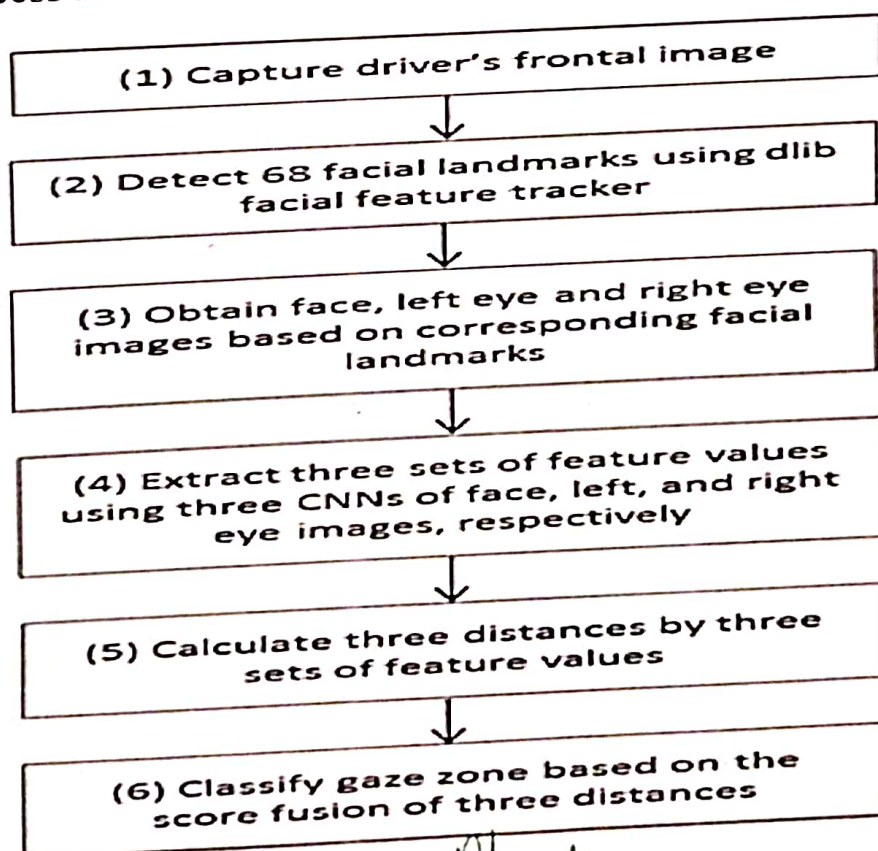 (1) Capture driver's frontal image
(2) Detect 68 facial landmarks using dlib
facial feature tracker
(3) Obtain face, left eye and right eye
images based on corresponding facial
landmarks
(4) Extract three sets of feature values
using three CNNs of face, left, and right
eye images, respectively
(5) Calculate three distances by three
sets of feature values
(6) Classify gaze zone based on the
score fusion of three distances